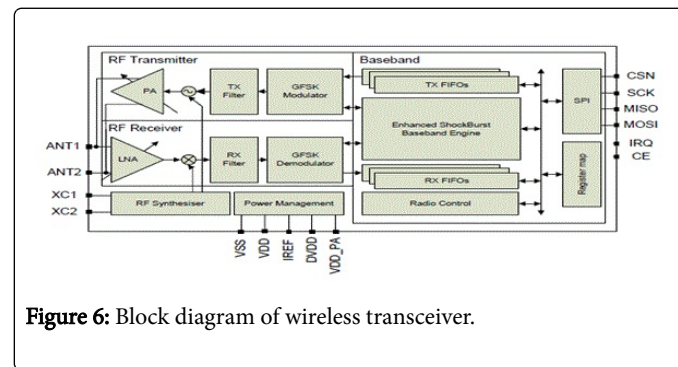 RF Transmitter
Baseband
PA
TX
Filter
GFSK
Modulator
TX FIFOs
SPI
CSN
SCK
MISO
MOSI
IRQ
CE
Enhanced ShockBurst
Baseband Engine
RF Receiver
ANT1
ANT2
LNA
RX
Filter
GFSK
Demodulator
RX FIFOs
Register map
XC1
XC2
RF Synthesiser
Power Management
Radio Control
VSS
VDD
IREF
DVDD
VDD_PA
Figure 6: Block diagram of wireless transceiver.